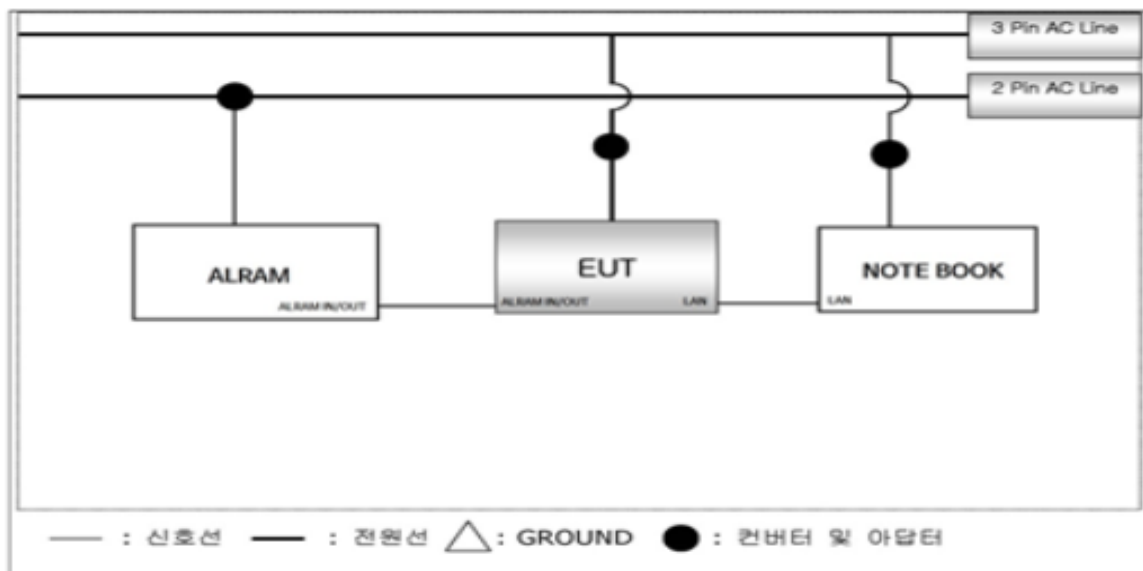 3 Pin AC Line
2 Pin AC Line
ALRAM
ALRAM IN/OUT
EUT
ALRAM IN/OUT
LAN
NOTE BOOK
LAN
: 신호선 : 전원선 : GROUND : 컨버터 및 아답터